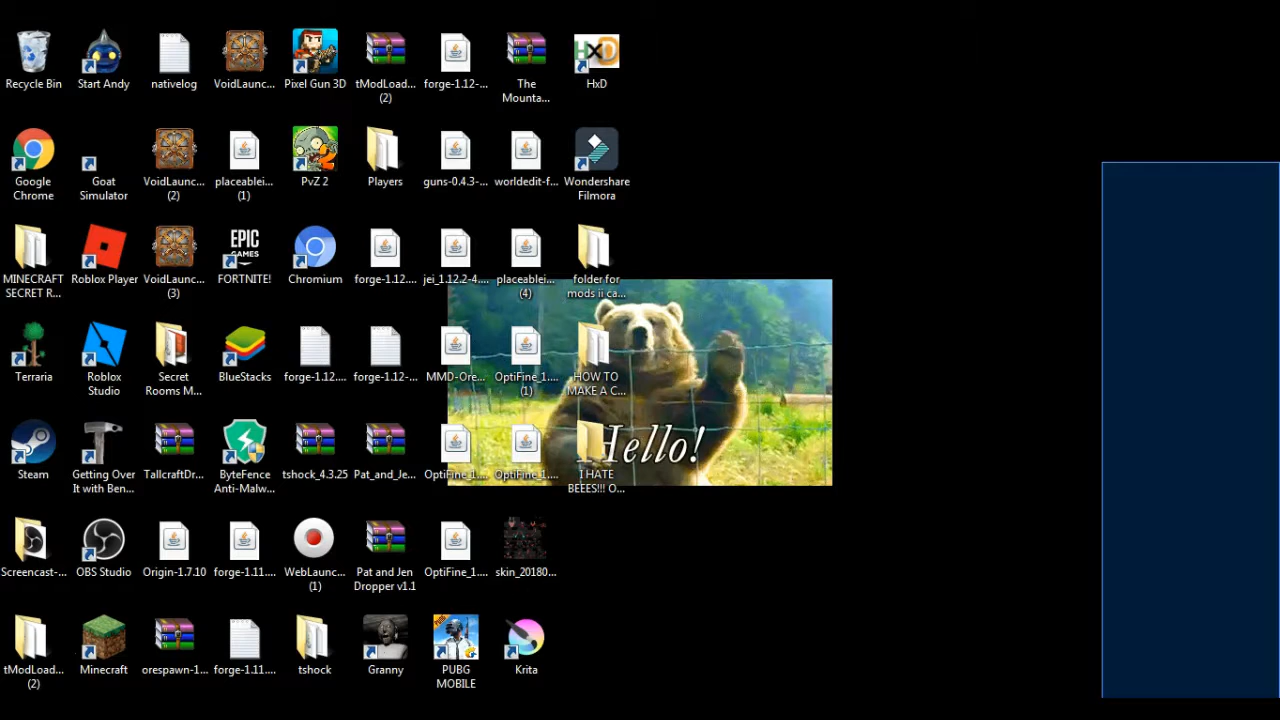 Recycle Bin
Start Andy
nativelog
VoidLaunc...
Pixel Gun 3D
tModLoad...
(2)
forge-1.12-...
The
Mounta...
HxD
HXD
Google
Chrome
Goat
Simulator
VoidLaunc...
(2)
placeablei...
(1)
PvZ 2
Players
guns-0.4.3-...
worldedit-f...
Wondershare
Filmora
MINECRAFT
SECRET R...
Roblox Player
VoidLaunc...
(3)
EPIC
GAMES
FORTNITE!
Chromium
forge-1.12....
jei_1.12.2-4....
placeablei...
(4)
folder for
mods ii ca...
Terraria
Roblox
Studio
Secret
Rooms M...
BlueStacks
forge-1.12....
forge-1.12-...
MMD-Ore...
OptiFine_1....
(1)
HOW TO
MAKE A C...
Steam
Getting Over
It with Ben...
TallcraftDr...
ByteFence
Anti-Malw...
tshock_4.3.25
Pat_and_Je...
OptiFine_1....
OptiFine_1....
I HATE
BEEES!!! O...
Hello!
Screencast-...
OBS Studio
Origin-1.7.10
forge-1.11....
WebLaunc...
(1)
Pat and Jen
Dropper v1.1
OptiFine_1....
skin_20180...
tModLoad...
(2)
Minecraft
orespawn-1...
forge-1.11....
tshock
Granny
PUBG
PUBG
MOBILE
Krita